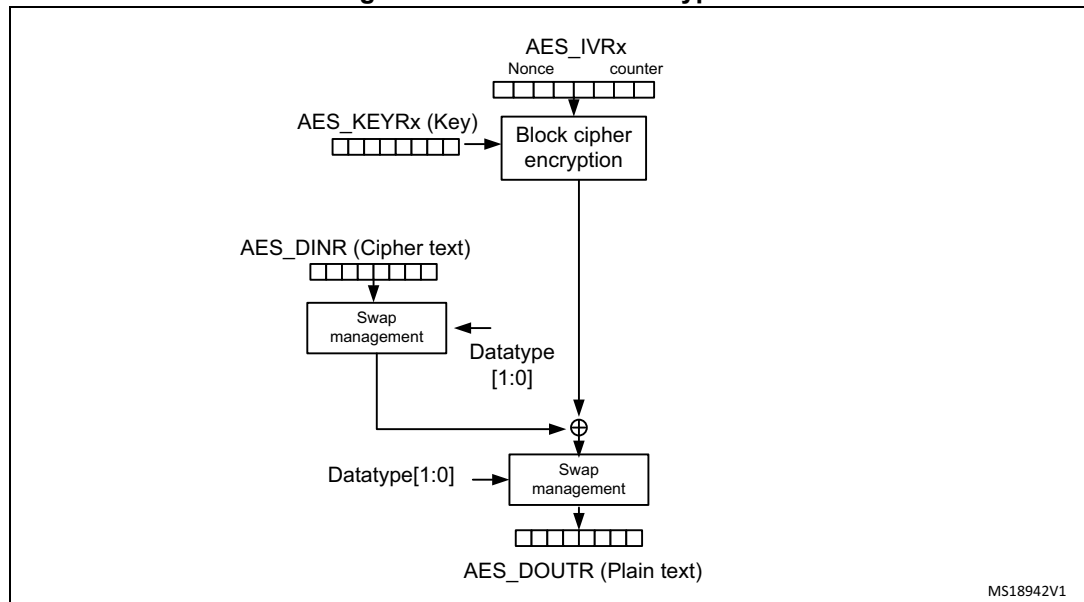 AES_IVRx
Nonce counter
AES_KEYRx (Key)
Block cipher
encryption
AES_DINR (Cipher text)
Swap
management
Datatype
[1:0]
Datatype[1:0]
Swap
management
AES_DOUTR (Plain text)
MS18942V1